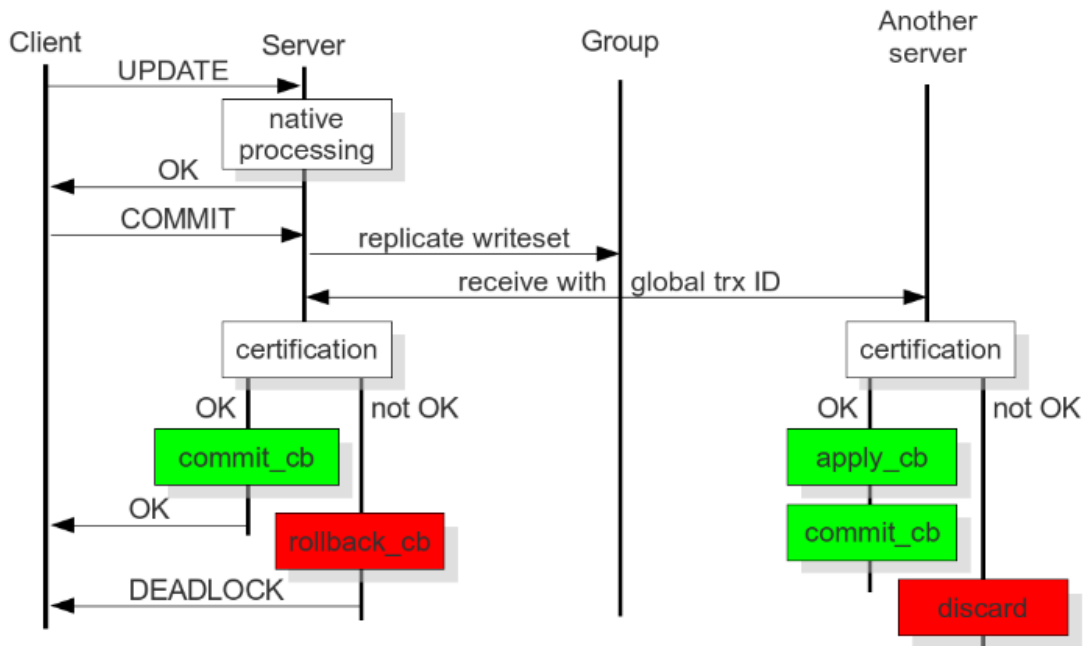 Client
Server
Group
Another
server
UPDATE
native
processing
OK
COMMIT
replicate writeset
receive with global trx ID
certification
certification
OK
not OK
OK
not OK
commit_cb
apply_cb
OK
rollback_cb
commit_cb
DEADLOCK
discard